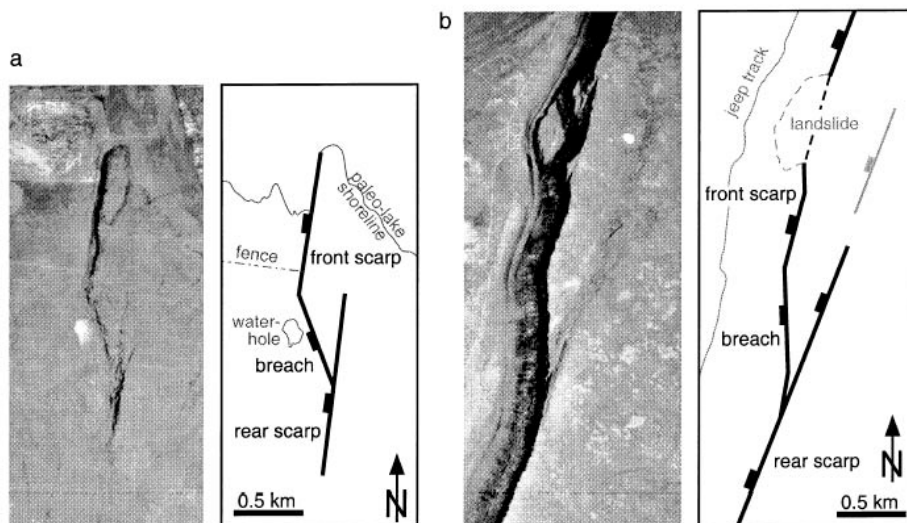 a
paleo-lake
shoreline
fence
front scarp
water-
hole
breach
rear scarp
0.5 km
N
b
jeep track
landslide
front scarp
breach
rear scarp
0.5 km
N